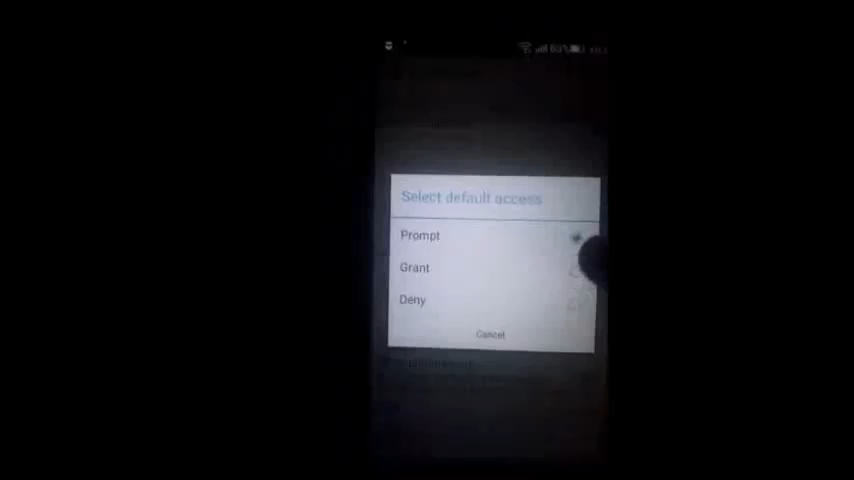 Select default access
Prompt
Grant
Deny
Cancel